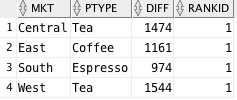 MKT PTYPE DIFF RANKID
1 Central Tea 1474 1
2 East Coffee 1161 1
3 South Espresso 974 1
4 West Tea 1544 1